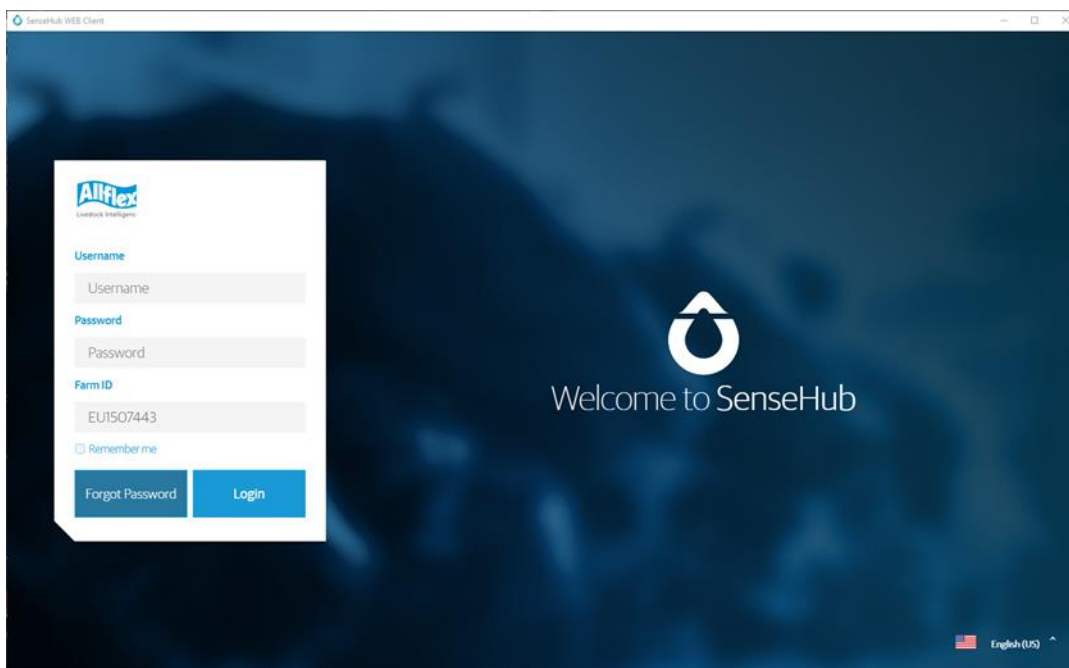 SenseHub WEB Client
Allflex
Livestock Intelligence
Username
Username
Password
Password
Farm ID
EU1507443
Remember me
Forgot Password
Login
Welcome to SenseHub
English (US)